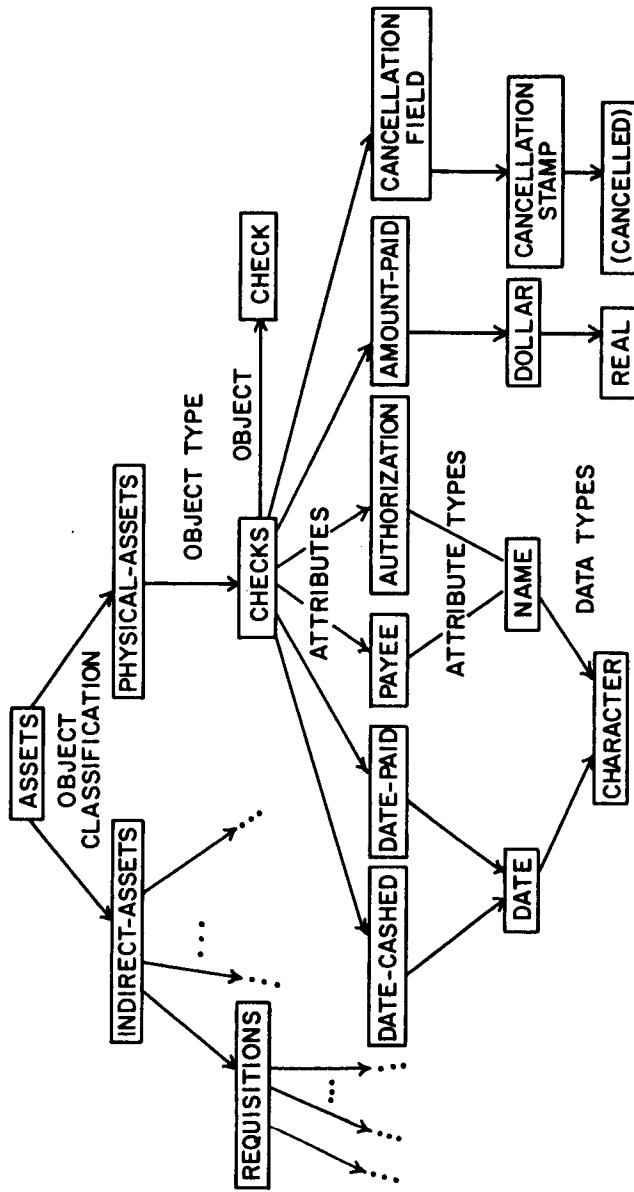 ASSETS
OBJECT
CLASSIFICATION
INDIRECT-ASSETS
PHYSICAL-ASSETS
OBJECT TYPE
REQUISITIONS
CHECKS
OBJECT
CHECK
ATTRIBUTES
DATE-CASHED
DATE-PAID
PAYEE
AUTHORIZATION
AMOUNT-PAID
CANCELLATION
FIELD
ATTRIBUTE TYPES
DATE
NAME
DOLLAR
CANCELLATION
STAMP
DATA TYPES
CHARACTER
REAL
(CANCELLED)